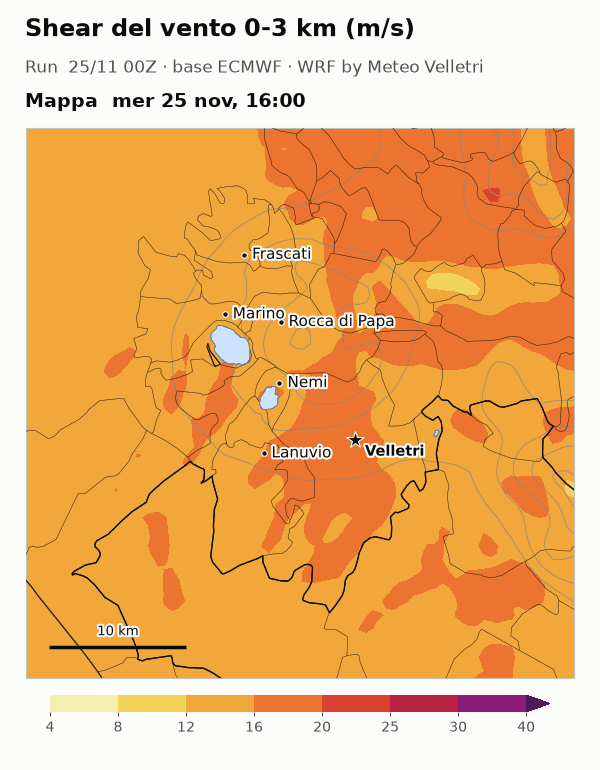 Shear del vento 0-3 km (m/s)
Run  25/11 00Z · base ECMWF · WRF by Meteo Velletri
Mappa  mer 25 nov, 16:00
Frascati
Marino
Rocca di Papa
Nemi
Velletri
Lanuvio
10 km
4 8 12 16 20 25 30 40